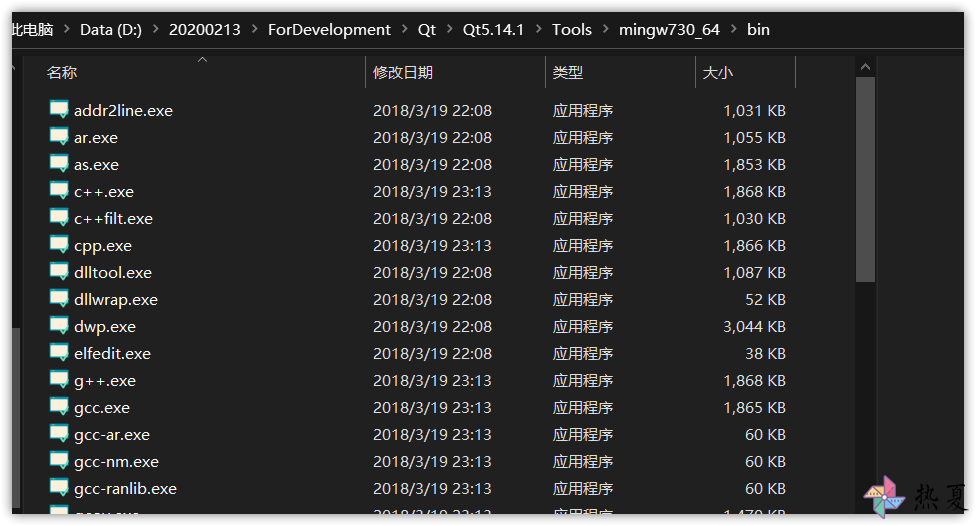 此电脑 > Data (D:) > 20200213 > ForDevelopment > Qt > Qt5.14.1 > Tools > mingw730_64 > bin
名称 修改日期 类型 大小
addr2line.exe 2018/3/19 22:08 应用程序 1,031 KB
ar.exe 2018/3/19 22:08 应用程序 1,055 KB
as.exe 2018/3/19 22:08 应用程序 1,853 KB
c++.exe 2018/3/19 23:13 应用程序 1,868 KB
c++filt.exe 2018/3/19 22:08 应用程序 1,030 KB
cpp.exe 2018/3/19 23:13 应用程序 1,866 KB
dlltool.exe 2018/3/19 22:08 应用程序 1,087 KB
dllwrap.exe 2018/3/19 22:08 应用程序 52 KB
dwp.exe 2018/3/19 22:08 应用程序 3,044 KB
elfedit.exe 2018/3/19 22:08 应用程序 38 KB
g++.exe 2018/3/19 23:13 应用程序 1,868 KB
gcc.exe 2018/3/19 23:13 应用程序 1,865 KB
gcc-ar.exe 2018/3/19 23:13 应用程序 60 KB
gcc-nm.exe 2018/3/19 23:13 应用程序 60 KB
gcc-ranlib.exe 2018/3/19 23:13 应用程序 60 KB
2018/3/19 23:13 应用程序
热夏